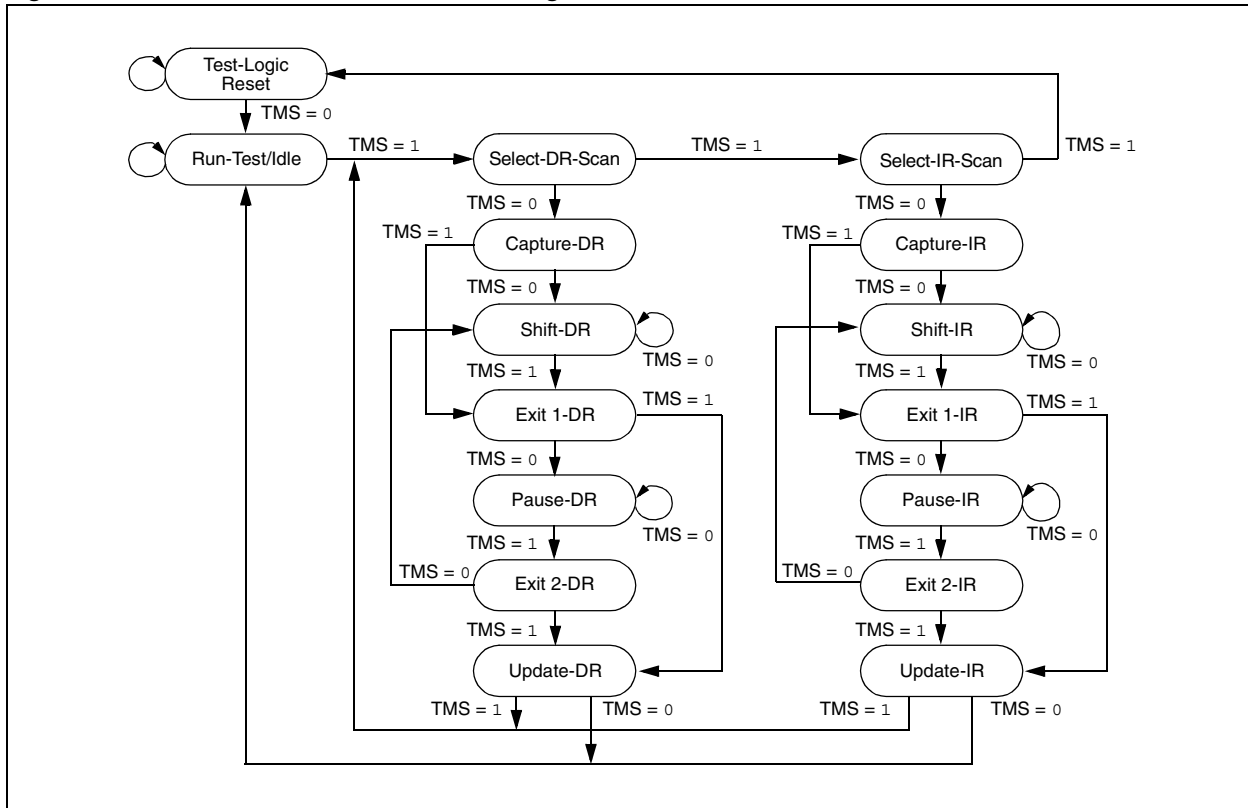 Test-Logic
Reset
TMS = 0
Run-Test/Idle
TMS = 1
Select-DR-Scan
TMS = 1
Select-IR-Scan
TMS = 1
TMS = 0
TMS = 0
TMS = 1
Capture-DR
TMS = 1
Capture-IR
TMS = 0
TMS = 0
Shift-DR
Shift-IR
TMS = 0
TMS = 0
TMS = 1
TMS = 1
Exit 1-DR
TMS = 1
Exit 1-IR
TMS = 1
TMS = 0
TMS = 0
Pause-DR
Pause-IR
TMS = 0
TMS = 0
TMS = 1
TMS = 1
TMS = 0
Exit 2-DR
TMS = 0
Exit 2-IR
TMS = 1
TMS = 1
Update-DR
Update-IR
TMS = 1
TMS = 0
TMS = 1
TMS = 0